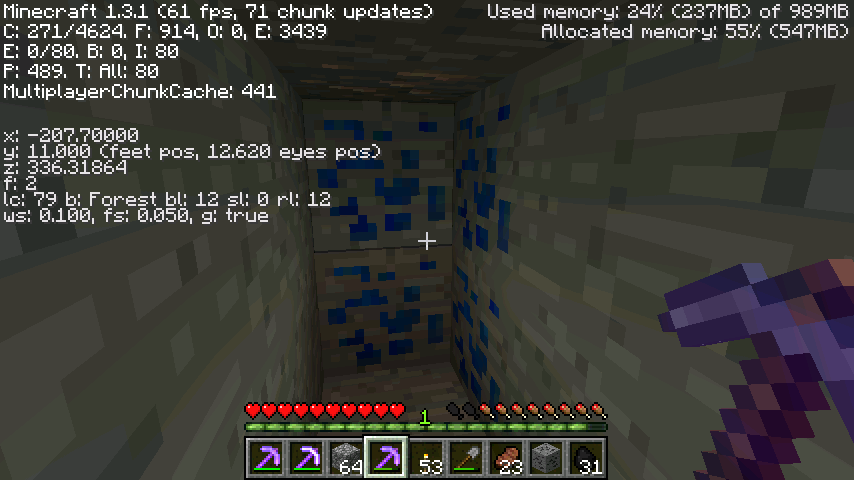 Minecraft 1.3.1 (61 fps, 71 chunk updates)
Used memory: 24% (237MB) of 989MB
C: 271/4624. F: 914, O: 0, E: 3439
Allocated memory: 55% (547MB)
E: 0/80. B: 0, I: 80
P: 489. T: All: 80
MultiplayerChunkCache: 441
x: -207.70000
y: 11.000 (feet pos, 12.620 eyes pos)
z: 336.31864
f: 2
lc: 79 b: Forest bl: 12 sl: 0 rl: 12
ws: 0.100, fs: 0.050, g: true
1
64 53 23 31